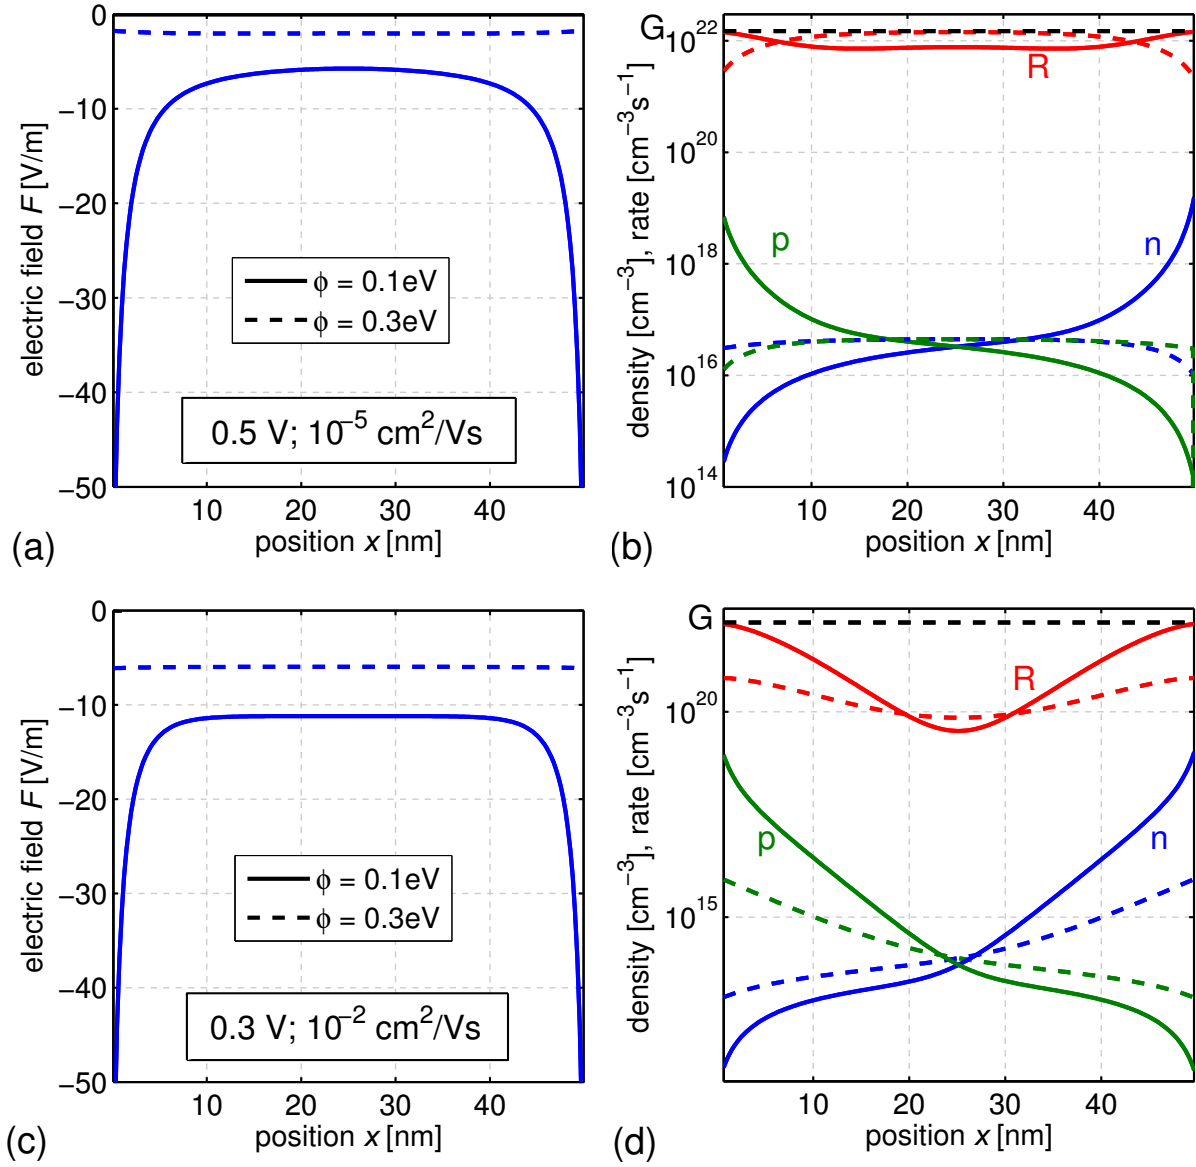 0
−10
−20
−30
−40
−50
electric field F [V/m]
ϕ = 0.1eV
ϕ = 0.3eV
0.5 V; 10⁻⁵ cm²/Vs
10 20 30 40
position x [nm]
(a)
G
10²²
10²⁰
10¹⁸
10¹⁶
10¹⁴
density [cm⁻³], rate [cm⁻³s⁻¹]
R
p
n
10 20 30 40
position x [nm]
(b)
0
−10
−20
−30
−40
−50
electric field F [V/m]
ϕ = 0.1eV
ϕ = 0.3eV
0.3 V; 10⁻² cm²/Vs
10 20 30 40
position x [nm]
(c)
G
10²⁰
10¹⁵
density [cm⁻³], rate [cm⁻³s⁻¹]
R
p
n
10 20 30 40
position x [nm]
(d)